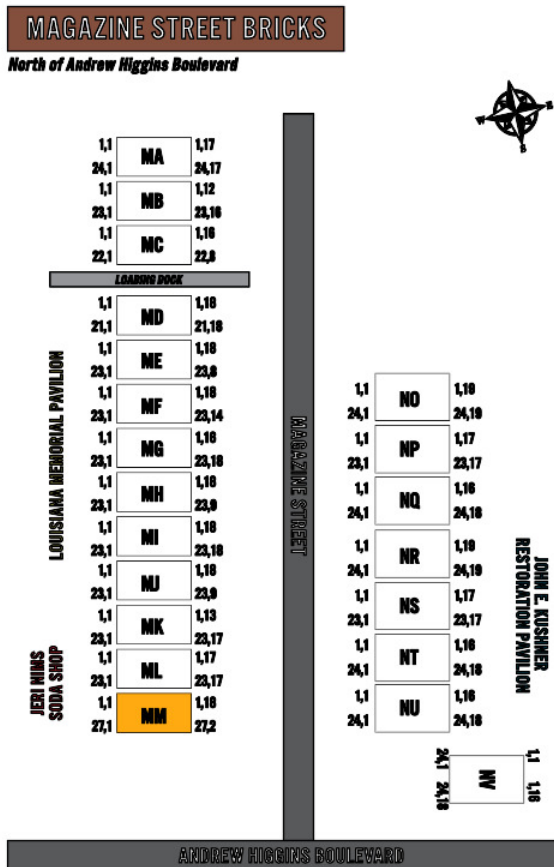 MAGAZINE STREET BRICKS
North of Andrew Higgins Boulevard
N
E
S
W
1,1 MA 1,17
24,1 24,17
1,1 MB 1,12
23,1 23,16
1,1 MC 1,16
22,1 22,8
LOADING DOCK
1,1 MD 1,18
21,1 21,18
1,1 ME 1,18
23,1 23,8
1,1 MF 1,18
23,1 23,14
1,1 MG 1,16
23,1 23,18
1,1 MH 1,18
23,1 23,9
1,1 MI 1,18
23,1 23,18
1,1 MJ 1,18
23,1 23,9
1,1 MK 1,13
23,1 23,17
1,1 ML 1,17
23,1 23,17
1,1 MM 1,18
27,1 27,2
LOUISIANA MEMORIAL PAVILION
JERI NIMS
SODA SHOP
MAGAZINE STREET
1,1 NO 1,19
24,1 24,19
1,1 NP 1,17
23,1 23,17
1,1 NQ 1,16
24,1 24,18
1,1 NR 1,19
24,1 24,19
1,1 NS 1,17
23,1 23,17
1,1 NT 1,16
24,1 24,18
1,1 NU 1,16
24,1 24,18
JOHN E. KUSHNER
RESTORATION PAVILION
1,1 NV 1,16
24,1 24,18
ANDREW HIGGINS BOULEVARD